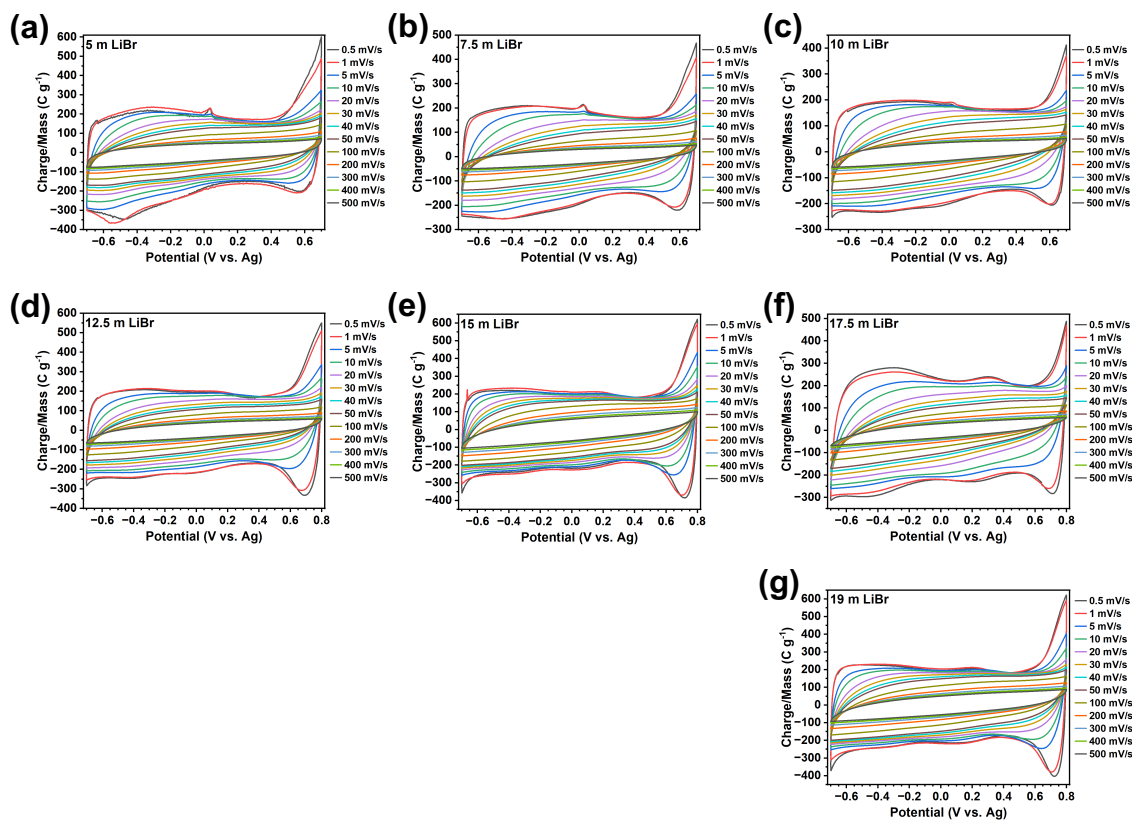 (a)
5 m LiBr
Charge/Mass (C g⁻¹)
600
500
400
300
200
100
0
−100
−200
−300
−400
−0.6 −0.4 −0.2 0.0 0.2 0.4 0.6
Potential (V vs. Ag)
0.5 mV/s
1 mV/s
5 mV/s
10 mV/s
20 mV/s
30 mV/s
40 mV/s
50 mV/s
100 mV/s
200 mV/s
300 mV/s
400 mV/s
500 mV/s
(b)
7.5 m LiBr
Charge/Mass (C g⁻¹)
500
400
300
200
100
0
−100
−200
−300
−0.6 −0.4 −0.2 0.0 0.2 0.4 0.6
Potential (V vs. Ag)
0.5 mV/s
1 mV/s
5 mV/s
10 mV/s
20 mV/s
30 mV/s
40 mV/s
50 mV/s
100 mV/s
200 mV/s
300 mV/s
400 mV/s
500 mV/s
(c)
10 m LiBr
Charge/Mass (C g⁻¹)
400
300
200
100
0
−100
−200
−300
−0.6 −0.4 −0.2 0.0 0.2 0.4 0.6
Potential (V vs. Ag)
0.5 mV/s
1 mV/s
5 mV/s
10 mV/s
20 mV/s
30 mV/s
40 mV/s
50 mV/s
100 mV/s
200 mV/s
300 mV/s
400 mV/s
500 mV/s
(d)
12.5 m LiBr
Charge/Mass (C g⁻¹)
600
500
400
300
200
100
0
−100
−200
−300
−400
−0.6 −0.4 −0.2 0.0 0.2 0.4 0.6 0.8
Potential (V vs. Ag)
0.5 mV/s
1 mV/s
5 mV/s
10 mV/s
20 mV/s
30 mV/s
40 mV/s
50 mV/s
100 mV/s
200 mV/s
300 mV/s
400 mV/s
500 mV/s
(e)
15 m LiBr
Charge/Mass (C g⁻¹)
600
500
400
300
200
100
0
−100
−200
−300
−400
−0.6 −0.4 −0.2 0.0 0.2 0.4 0.6 0.8
Potential (V vs. Ag)
0.5 mV/s
1 mV/s
5 mV/s
10 mV/s
20 mV/s
30 mV/s
40 mV/s
50 mV/s
100 mV/s
200 mV/s
300 mV/s
400 mV/s
500 mV/s
(f)
17.5 m LiBr
Charge/Mass (C g⁻¹)
500
400
300
200
100
0
−100
−200
−300
−0.6 −0.4 −0.2 0.0 0.2 0.4 0.6 0.8
Potential (V vs. Ag)
0.5 mV/s
1 mV/s
5 mV/s
10 mV/s
20 mV/s
30 mV/s
40 mV/s
50 mV/s
100 mV/s
200 mV/s
300 mV/s
400 mV/s
500 mV/s
(g)
19 m LiBr
Charge/Mass (C g⁻¹)
600
500
400
300
200
100
0
−100
−200
−300
−400
−0.6 −0.4 −0.2 0.0 0.2 0.4 0.6 0.8
Potential (V vs. Ag)
0.5 mV/s
1 mV/s
5 mV/s
10 mV/s
20 mV/s
30 mV/s
40 mV/s
50 mV/s
100 mV/s
200 mV/s
300 mV/s
400 mV/s
500 mV/s